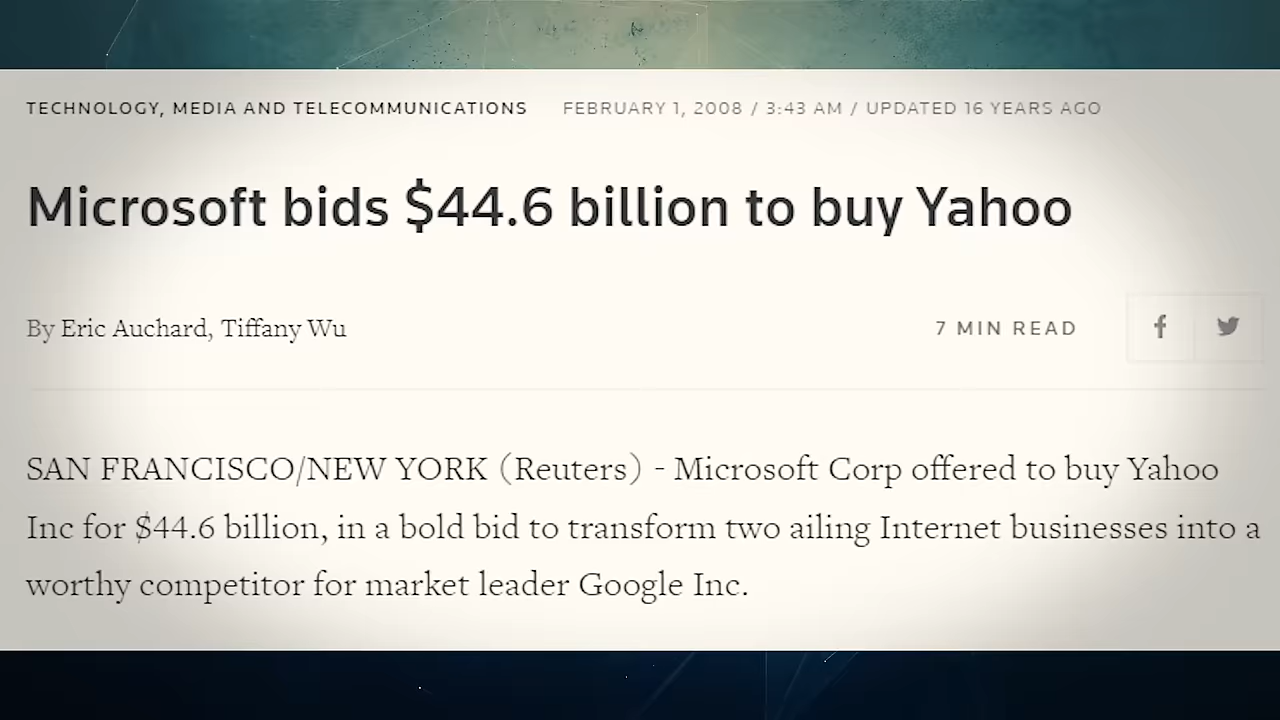 TECHNOLOGY, MEDIA AND TELECOMMUNICATIONS FEBRUARY 1, 2008 / 3:43 AM / UPDATED 16 YEARS AGO
Microsoft bids $44.6 billion to buy Yahoo
By Eric Auchard, Tiffany Wu 7 MIN READ
SAN FRANCISCO/NEW YORK (Reuters) - Microsoft Corp offered to buy Yahoo
Inc for $44.6 billion, in a bold bid to transform two ailing Internet businesses into a
worthy competitor for market leader Google Inc.